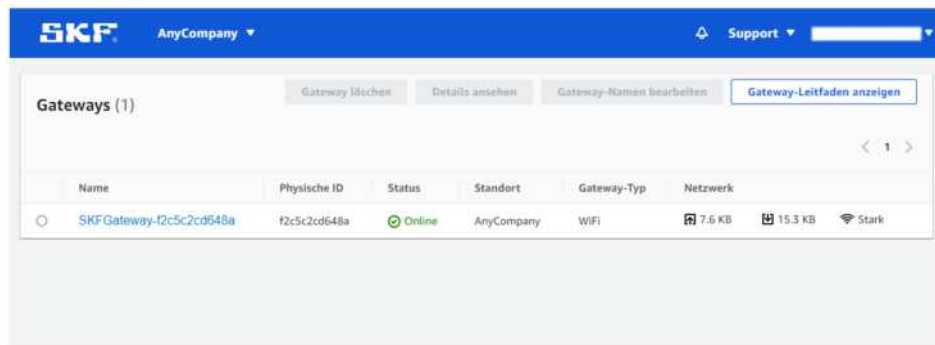 SKF. AnyCompany Support
Gateways (1) Gateway löschen Details ansehen Gateway-Namen bearbeiten Gateway-Leitfaden anzeigen
< 1 >
Name Physische ID Status Standort Gateway-Typ Netzwerk
SKFGateway-f2c5c2cd648a f2c5c2cd648a Online AnyCompany WiFi 7.6 KB 15.3 KB Stark